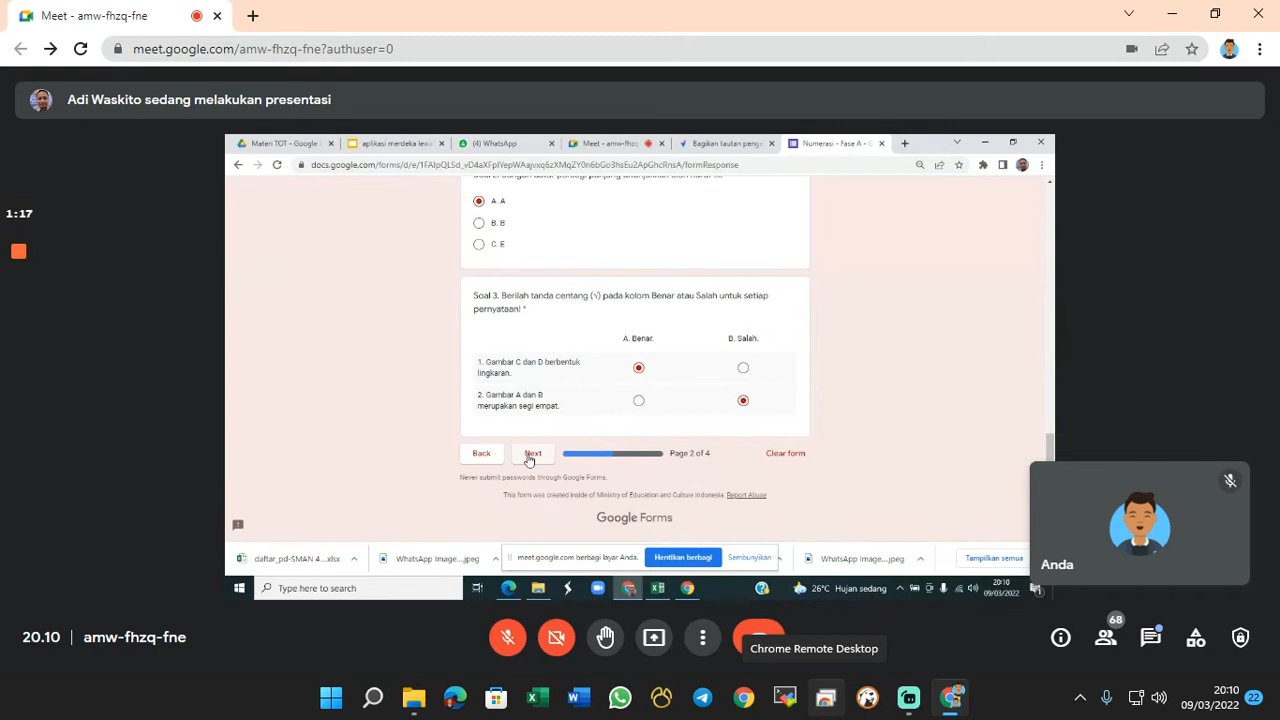 Meet - amw-fhzq-fne
meet.google.com/amw-fhzq-fne?authuser=0
Adi Waskito sedang melakukan presentasi
Materi TOT - Google
aplikasi merdeka lewa
(4) WhatsApp
Meet - amw-fhzq-fne
Bagikan tautan peng
Numerasi - Fase A -
1:17
A. A
B. B
C. E
Soal 3. Berilah tanda centang (√) pada kolom Benar atau Salah untuk setiap
pernyataan! *
A. Benar.
B. Salah.
1. Gambar C dan D berbentuk
lingkaran.
2. Gambar A dan B
merupakan segi empat.
Back
Next
Page 2 of 4
Clear form
Never submit passwords through Google Forms.
This form was created inside of Ministry of Education and Culture Indonesia. Report Abuse
Google Forms
daftar_pd-SMAN 4....xlsx
WhatsApp Image....jpeg
meet.google.com berbagi layar Anda.
Hentikan berbagi
Sembunyikan
WhatsApp Image....jpeg
Tampilkan semua
Anda
Type here to search
26°C Hujan sedang
20:10
09/03/2022
20.10
amw-fhzq-fne
68
Chrome Remote Desktop
20:10
09/03/2022
22